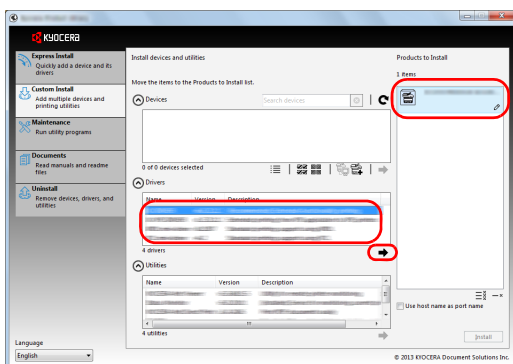 KYOCERA
Express Install
Quickly add a device and its
drivers
Custom Install
Add multiple devices and
printing utilities
Maintenance
Run utility programs
Documents
Read manuals and readme
files
Uninstall
Remove devices, drivers, and
utilities
Language
English
Install devices and utilities
Move the items to the Products to Install list.
Devices
Search devices
0 of 0 devices selected
Drivers
Name Version Description
4 drivers
Utilities
Name Version Description
4 utilities
Products to Install
1 items
Use host name as port name
Install
© 2013 KYOCERA Document Solutions Inc.